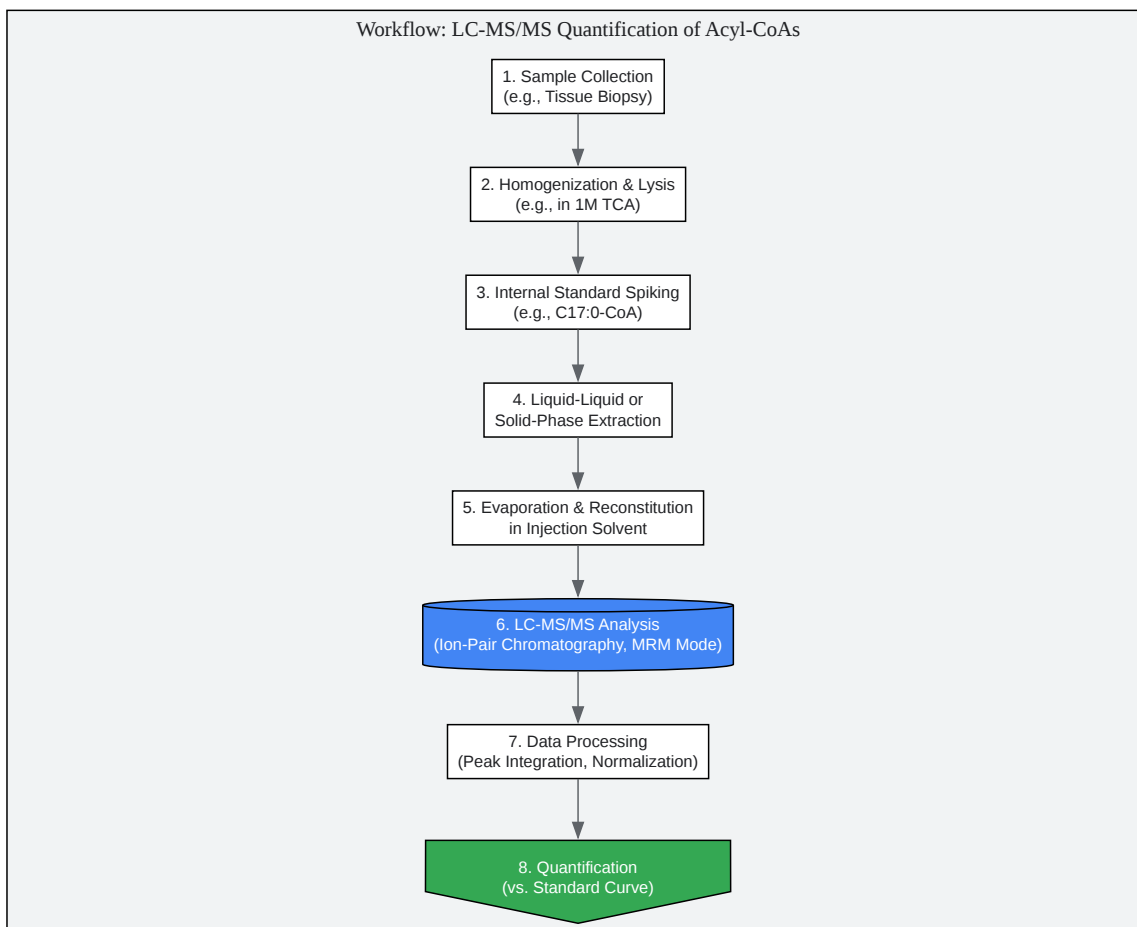 Workflow: LC-MS/MS Quantification of Acyl-CoAs
1. Sample Collection
(e.g., Tissue Biopsy)
2. Homogenization & Lysis
(e.g., in 1M TCA)
3. Internal Standard Spiking
(e.g., C17:0-CoA)
4. Liquid-Liquid or
Solid-Phase Extraction
5. Evaporation & Reconstitution
in Injection Solvent
6. LC-MS/MS Analysis
(Ion-Pair Chromatography, MRM Mode)
7. Data Processing
(Peak Integration, Normalization)
8. Quantification
(vs. Standard Curve)